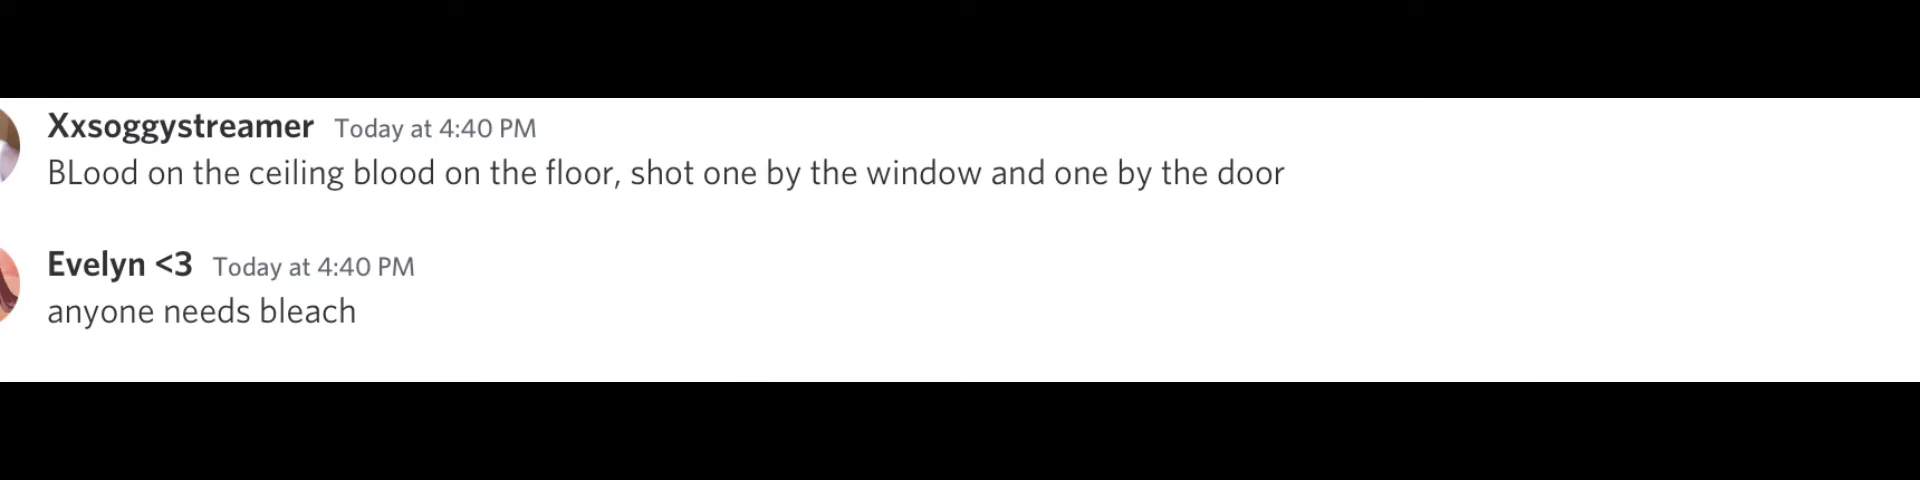 Xxsoggystreamer Today at 4:40 PM
BLood on the ceiling blood on the floor, shot one by the window and one by the door
Evelyn <3 Today at 4:40 PM
anyone needs bleach